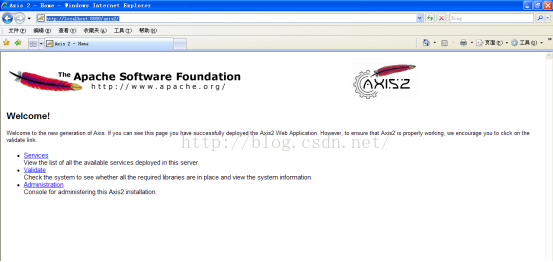 Axis 2 - Home - Windows Internet Explorer
http://localhost:8080/axis2/
Bing
文件(F) 编辑(E) 查看(V) 收藏夹(A) 工具(T) 帮助(H)
Axis 2 - Home
页面(P) 工具(O)
The Apache Software Foundation
http://www.apache.org/
AXIS2
Welcome!
Welcome to the new generation of Axis. If you can see this page you have successfully deployed the Axis2 Web Application. However, to ensure that Axis2 is properly working, we encourage you to click on the
validate link.
http://blog.csdn.net/
Services
View the list of all the available services deployed in this server.
Validate
Check the system to see whether all the required libraries are in place and view the system information.
Administration
Console for administering this Axis2 installation.